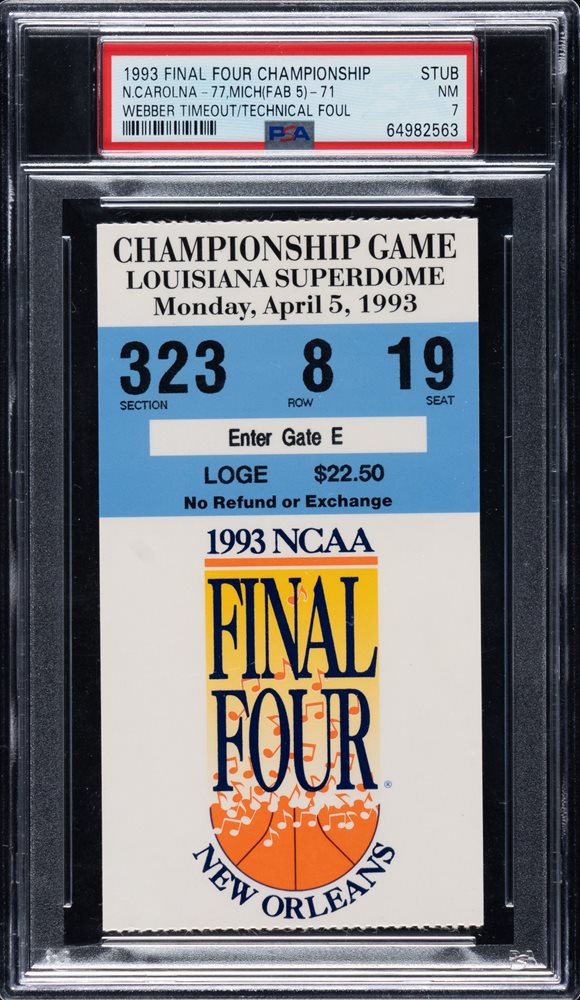 1993 FINAL FOUR CHAMPIONSHIP STUB
N.CAROLNA - 77,MICH(FAB 5) - 71 NM
WEBBER TIMEOUT/TECHNICAL FOUL 7
PSA 64982563
CHAMPIONSHIP GAME
LOUISIANA SUPERDOME
Monday, April 5, 1993
323 8 19
SECTION ROW SEAT
Enter Gate E
LOGE $22.50
No Refund or Exchange
1993 NCAA
FINAL
FOUR
®
NEW ORLEANS
PSA